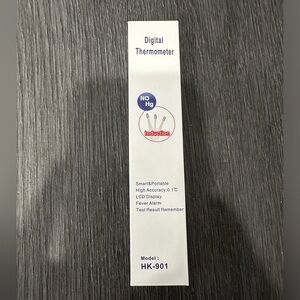 Digital
Thermometer
NO
Hg
Induction
Smart&Portable
High Accuracy:0.1℃
LCD Display
Fever Alarm
Test Result Remember
Model :
HK-901